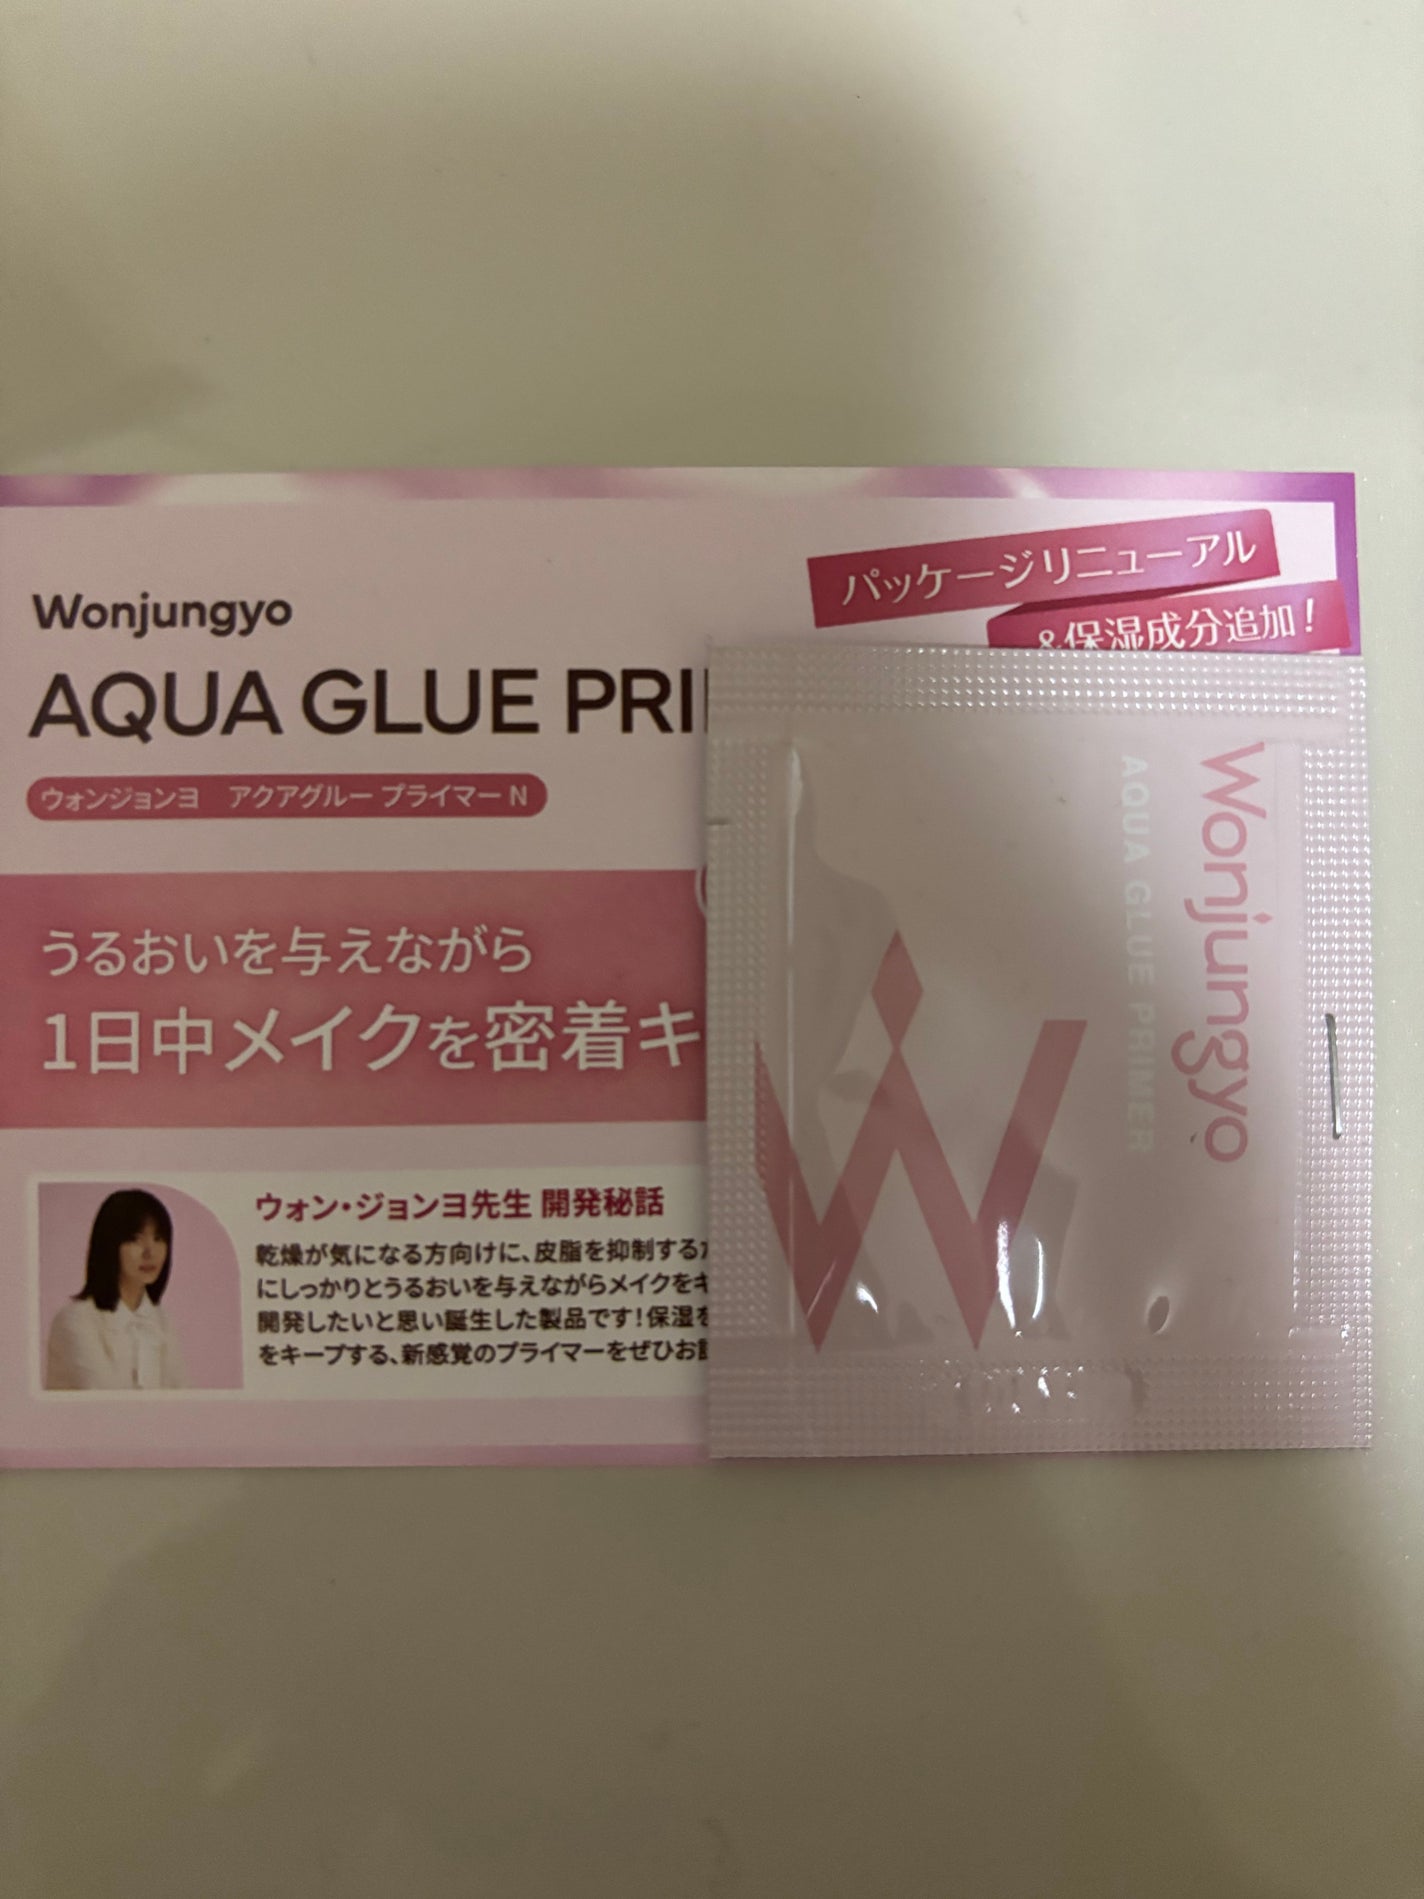 パッケージリニューアル
&保湿成分追加!
Wonjungyo
AQUA GLUE PRI
ウォンジョンヨ アクアグループライマー N
うるおいを与えながら
1日中メイクを密着キ
ウォン・ジョンヨ先生 開発秘話
乾燥が気になる方向けに、皮脂を抑制する
にしっかりとうるおいを与えながらメイクをキ
開発したいと思い誕生した製品です!保湿を
をキープする、新感覚のプライマーをぜひお試
Wonjungyo
AQUA GLUE PRIMER